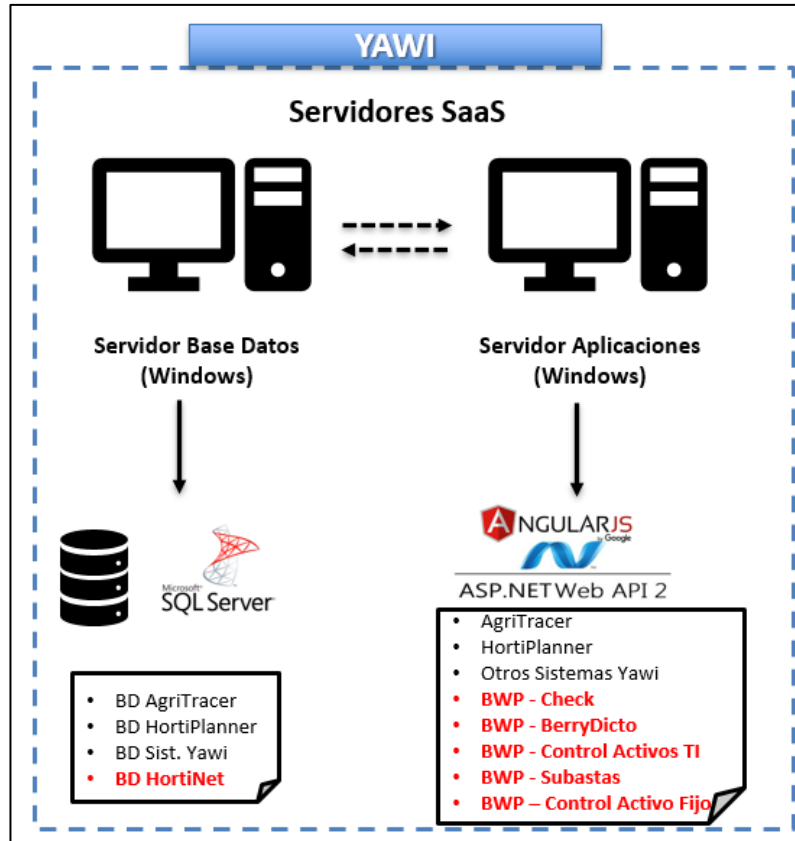 YAWI
Servidores SaaS
Servidor Base Datos
(Windows)
Servidor Aplicaciones
(Windows)
Microsoft®
SQL Server®
ANGULARJS
by Google
ASP.NET Web API 2
• BD AgriTracer
• BD HortiPlanner
• BD Sist. Yawi
• BD HortiNet
• AgriTracer
• HortiPlanner
• Otros Sistemas Yawi
• BWP - Check
• BWP - BerryDicto
• BWP - Control Activos TI
• BWP - Subastas
• BWP – Control Activo Fijo